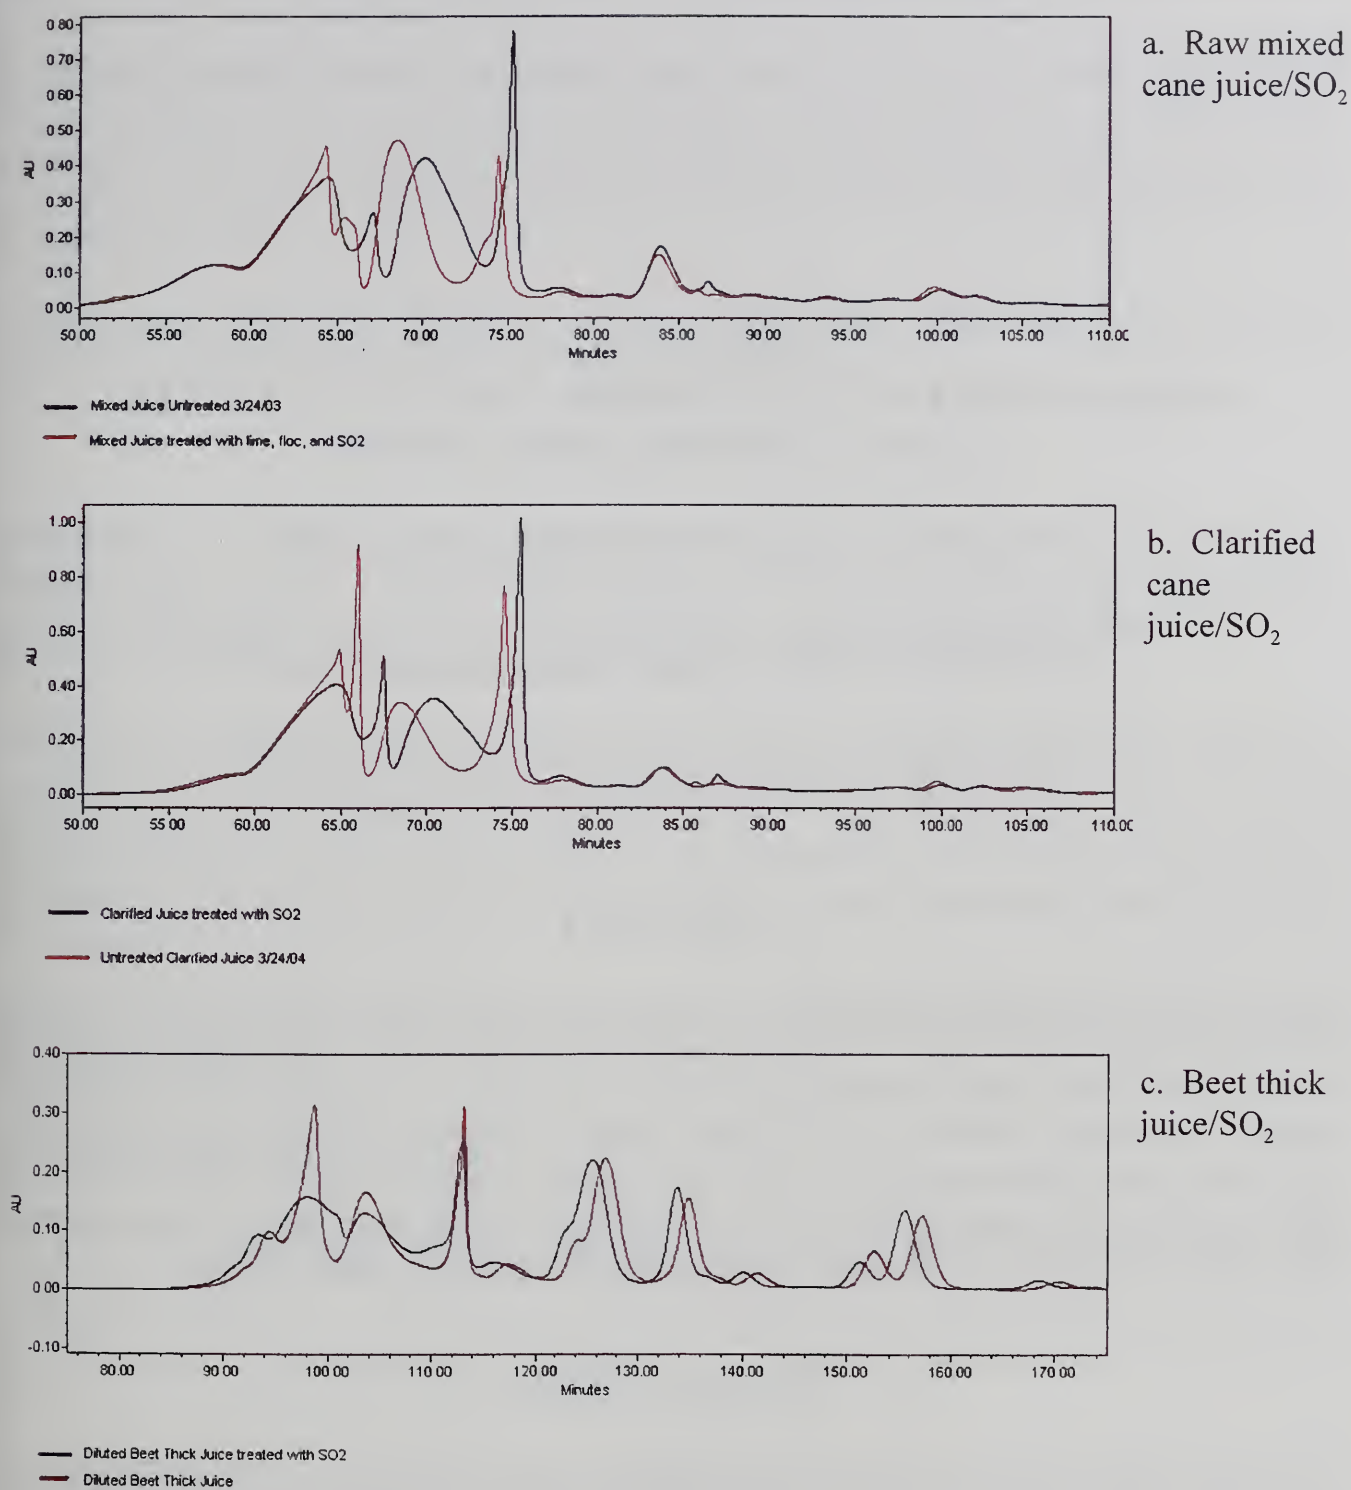 a. Raw mixed
cane juice/SO₂
0.80
0.70
0.60
0.50
0.40
0.30
0.20
0.10
0.00
AU
50.00 55.00 60.00 65.00 70.00 75.00 80.00 85.00 90.00 95.00 100.00 105.00 110.00
Minutes
Mixed Juice Untreated 3/24/03
Mixed Juice treated with lime, floc, and SO2
b. Clarified
cane
juice/SO₂
1.00
0.80
0.60
0.40
0.20
0.00
AU
50.00 55.00 60.00 65.00 70.00 75.00 80.00 85.00 90.00 95.00 100.00 105.00 110.00
Minutes
Clarified Juice treated with SO2
Untreated Clarified Juice 3/24/04
c. Beet thick
juice/SO₂
0.40
0.30
0.20
0.10
0.00
-0.10
AU
80.00 90.00 100.00 110.00 120.00 130.00 140.00 150.00 160.00 170.00
Minutes
Diluted Beet Thick Juice treated with SO2
Diluted Beet Thick Juice